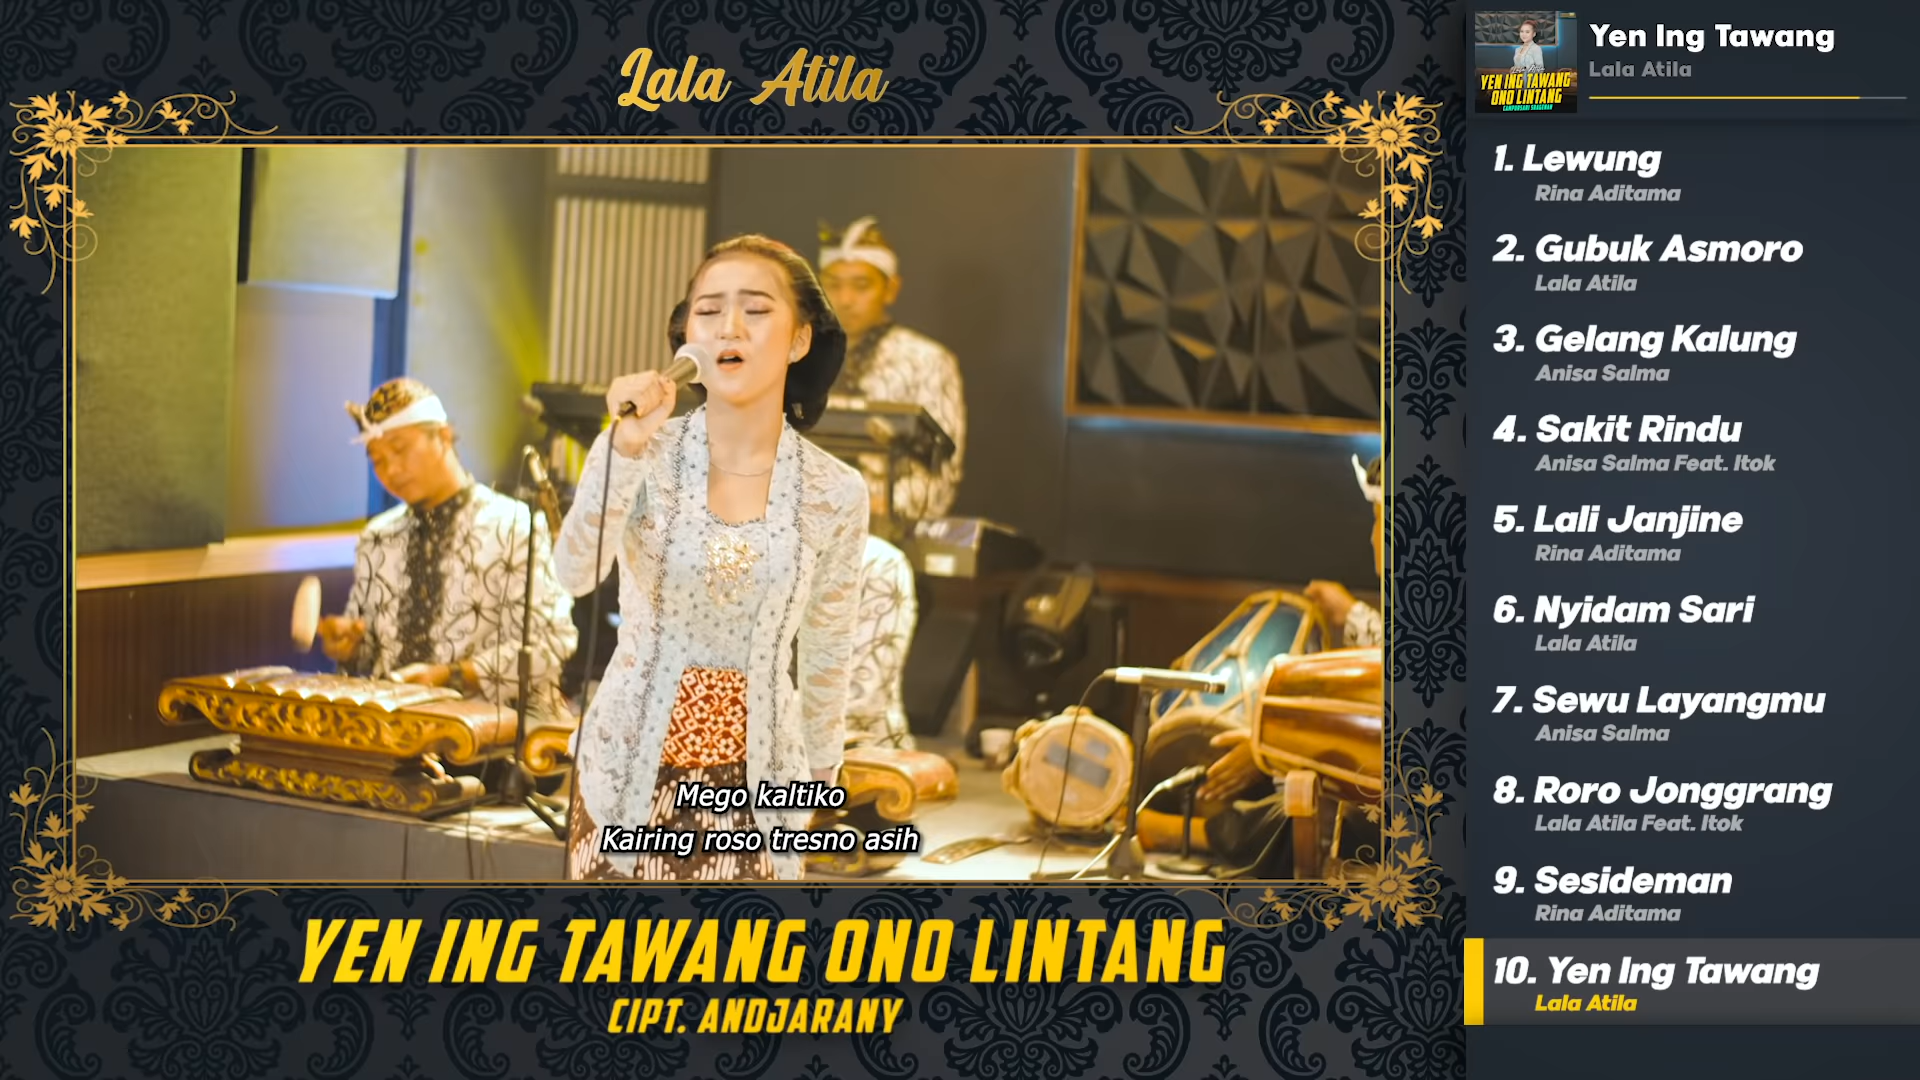 Lala Atila
Mego kaltiko
Kairing roso tresno asih
YEN ING TAWANG ONO LINTANG
CIPT. ANDJARANY
YEN ING TAWANG
ONO LINTANG
CAMPURSARI SRAGENAN
Yen Ing Tawang
Lala Atila
1. Lewung
Rina Aditama
2. Gubuk Asmoro
Lala Atila
3. Gelang Kalung
Anisa Salma
4. Sakit Rindu
Anisa Salma Feat. Itok
5. Lali Janjine
Rina Aditama
6. Nyidam Sari
Lala Atila
7. Sewu Layangmu
Anisa Salma
8. Roro Jonggrang
Lala Atila Feat. Itok
9. Sesideman
Rina Aditama
10. Yen Ing Tawang
Lala Atila